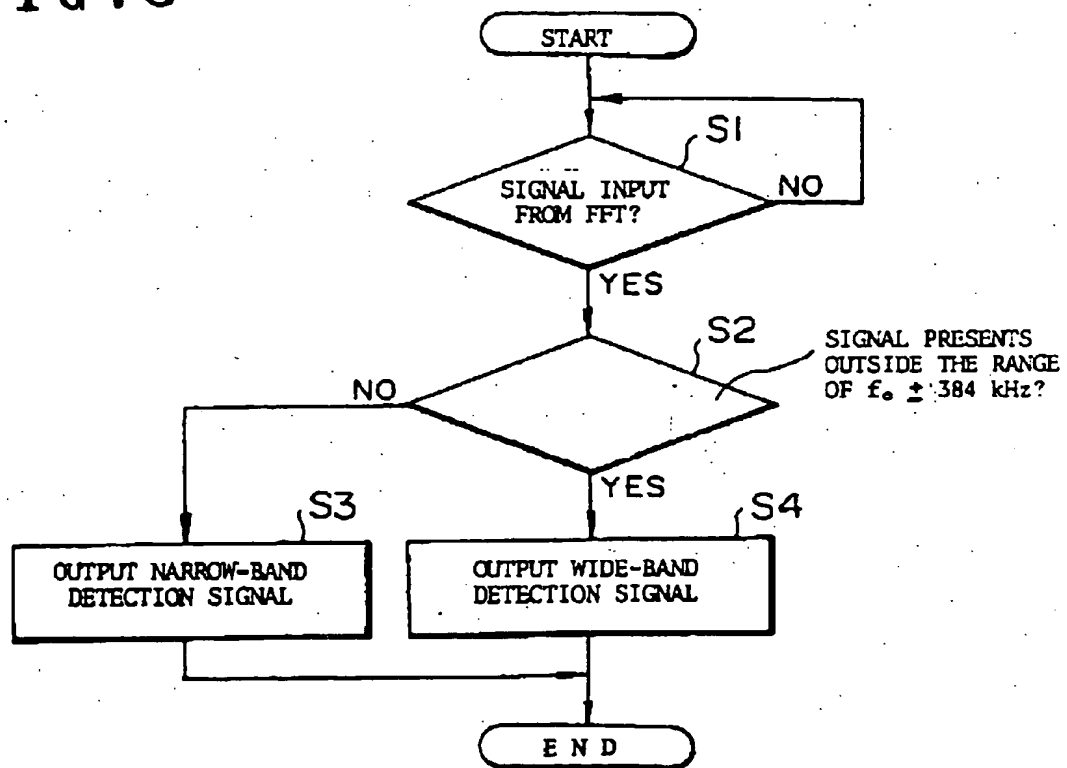 START
S1
SIGNAL INPUT
FROM FFT?
NO
YES
S2
SIGNAL PRESENTS
OUTSIDE THE RANGE
OF f₀ ± 384 kHz?
NO
YES
S3
OUTPUT NARROW-BAND
DETECTION SIGNAL
S4
OUTPUT WIDE-BAND
DETECTION SIGNAL
END